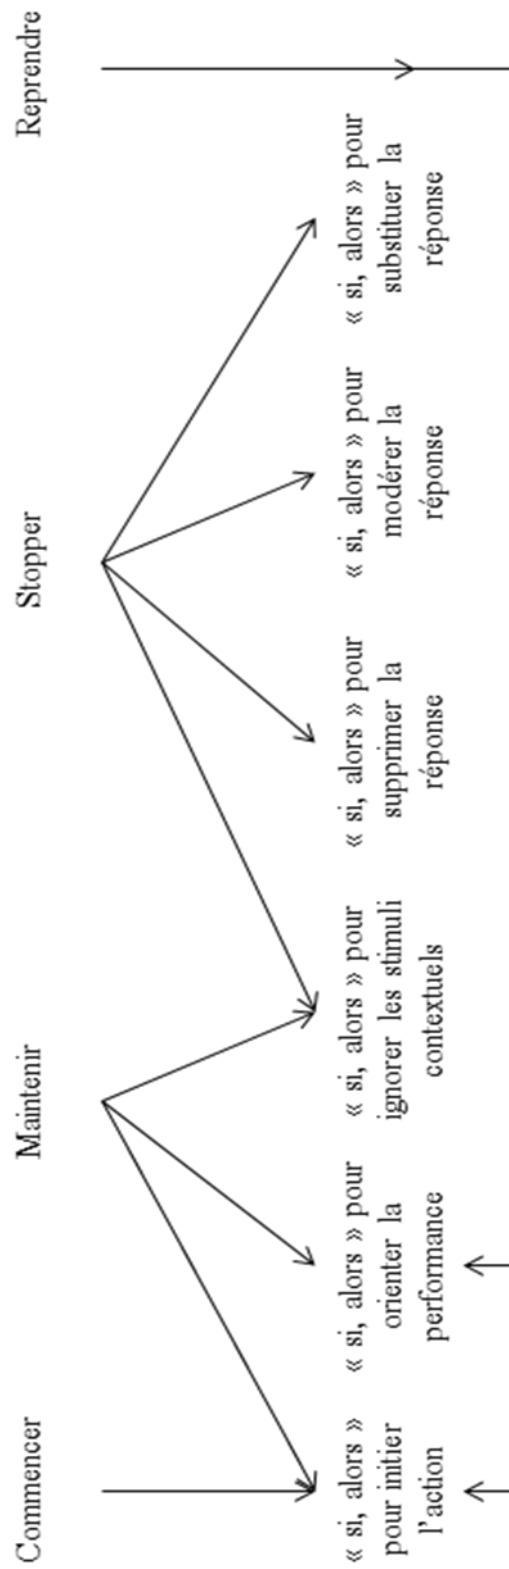 Commencer
Maintenir
Stopper
Reprendre
« si, alors »
pour initier
l'action
« si, alors » pour
orienter la
performance
« si, alors » pour
ignorer les stimuli
contextuels
« si, alors » pour
supprimer la
réponse
« si, alors » pour
modérer la
réponse
« si, alors » pour
substituer la
réponse